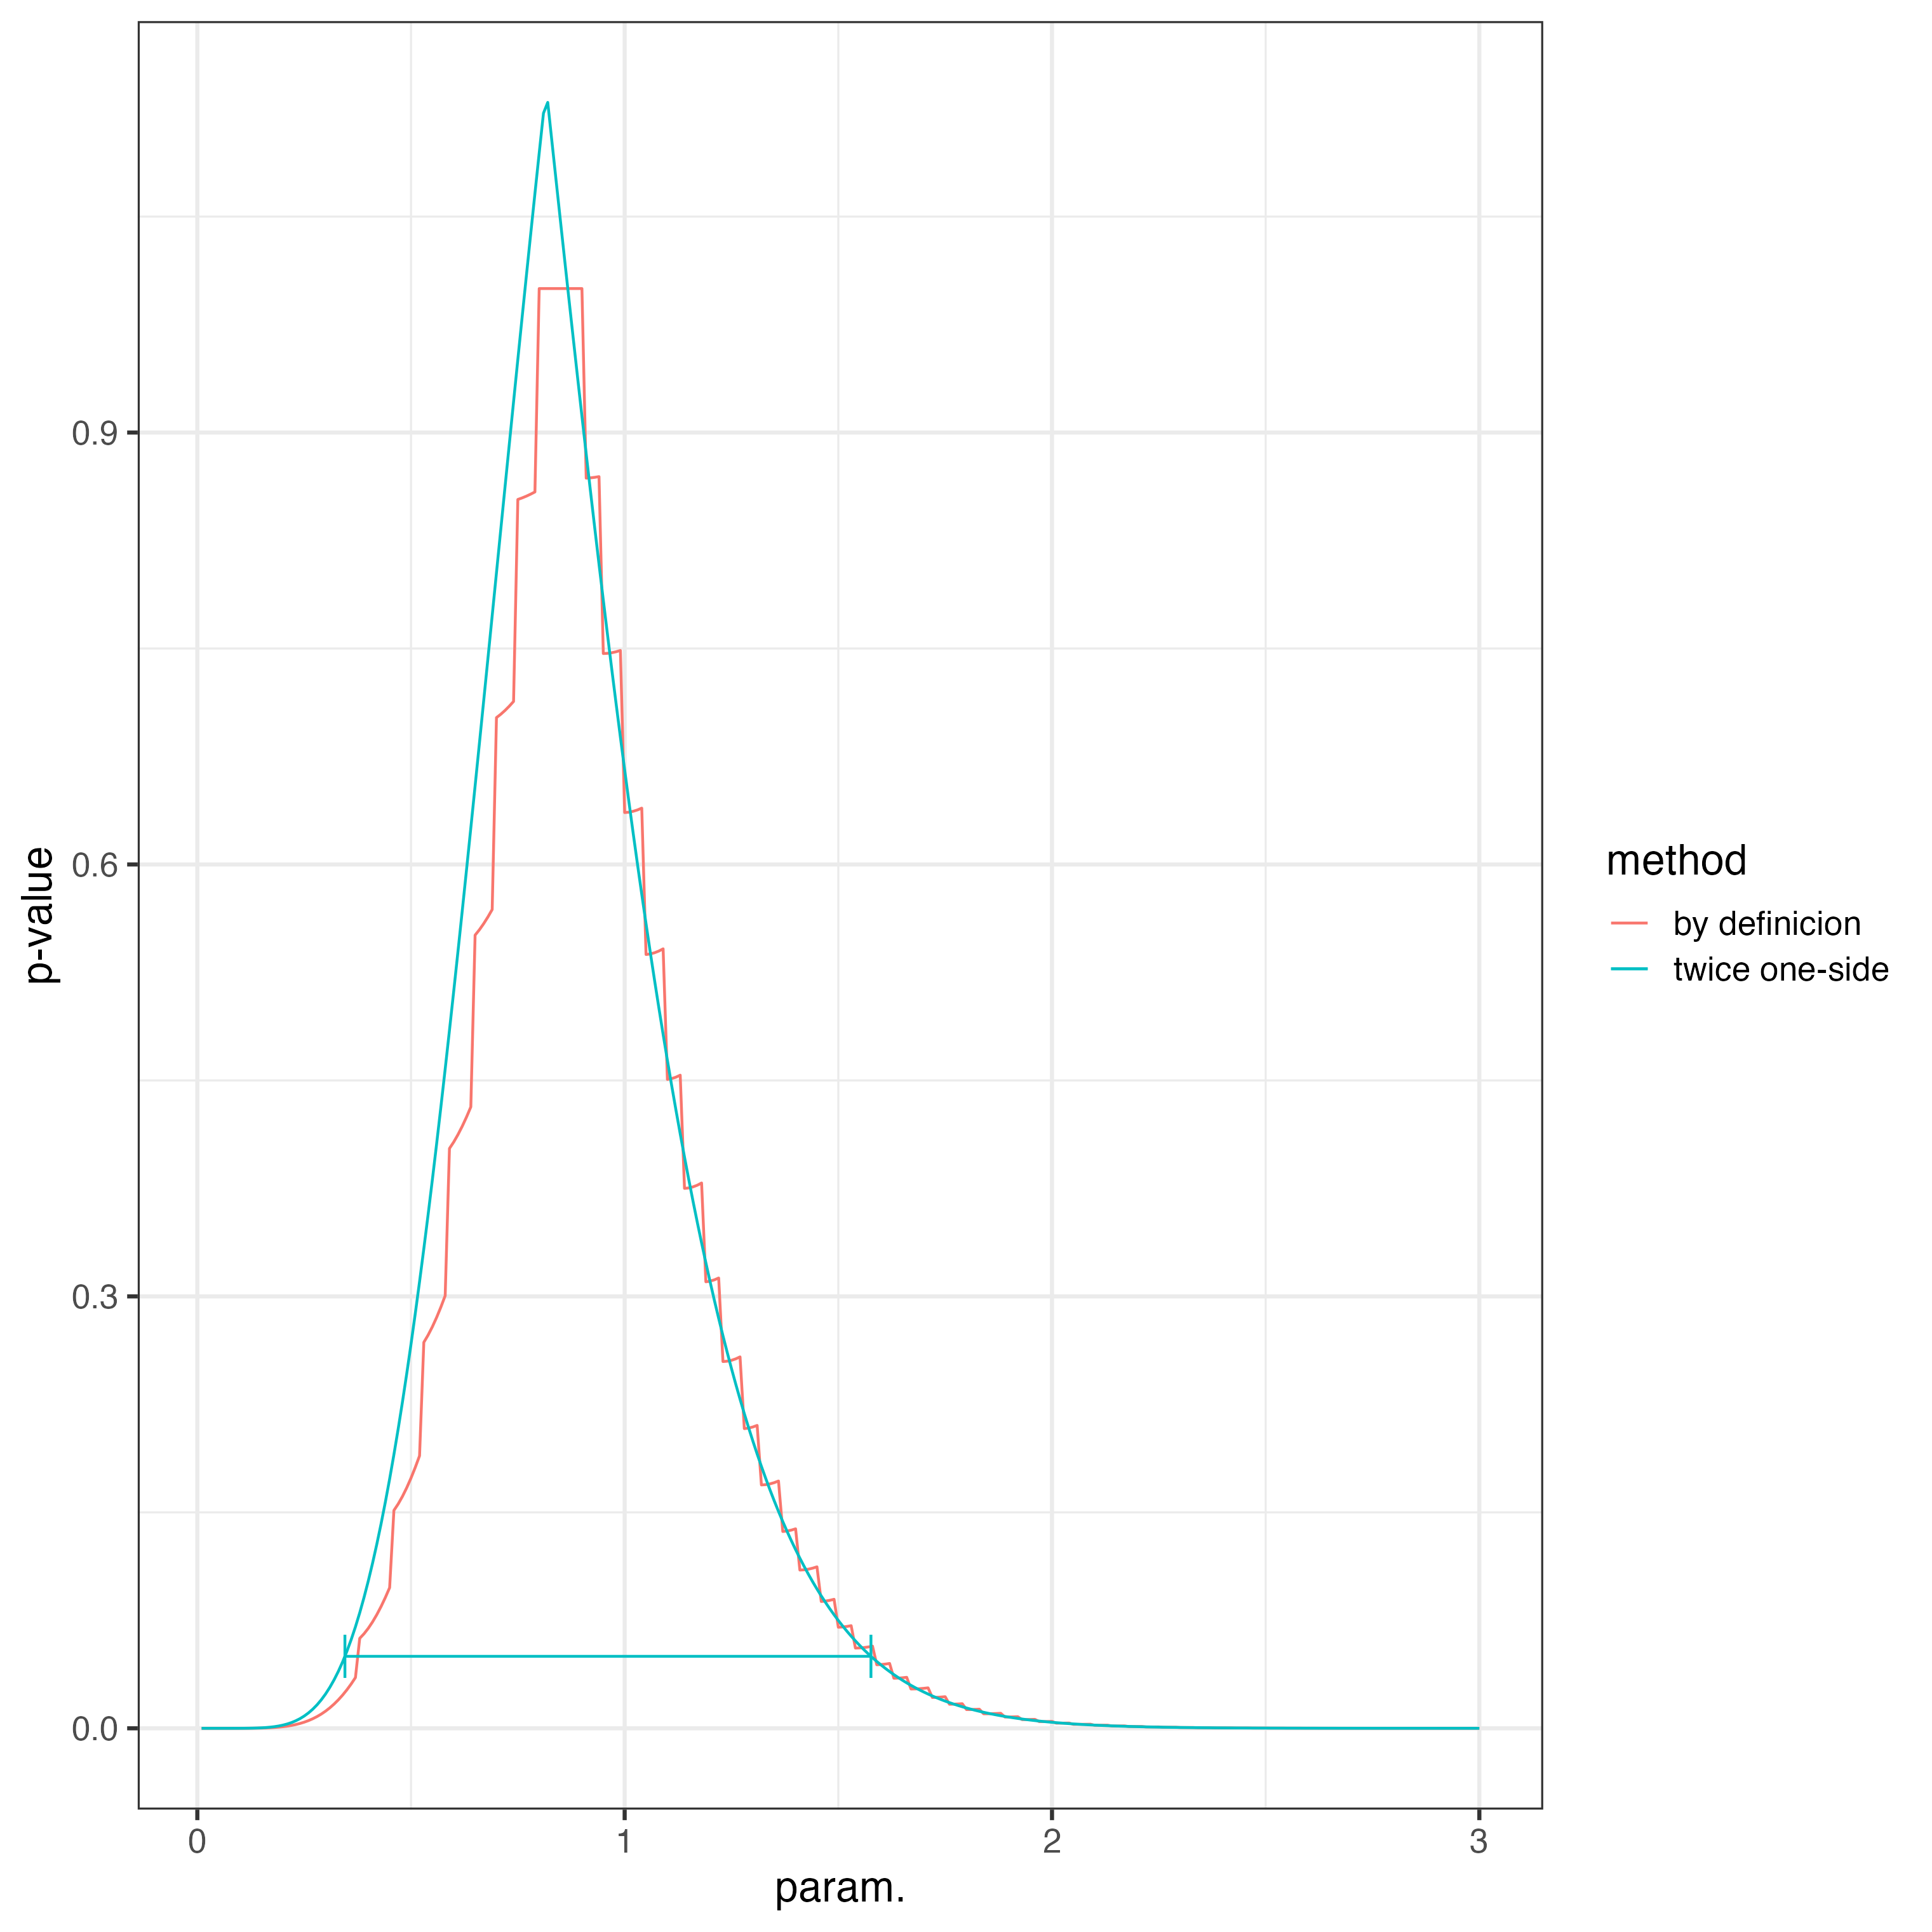 0.9
0.6
0.3
0.0
p-value
0 1 2 3
param.
method
by definicion
twice one-side